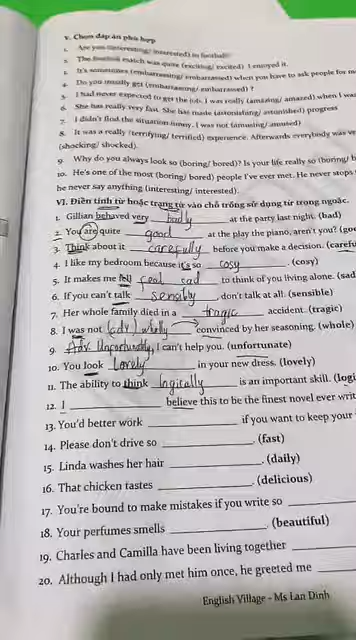 V. Chọn đáp án phù hợp
1. Are you (interesting/ interested) in football?
2. The football match was quite (exciting/ excited). I enjoyed it.
3. It's sometimes (embarrassing/ embarrassed) when you have to ask people for
4. Do you usually get (embarrassing/ embarrassed) ?
5. I had never expected to get the job. I was really (amazing/ amazed) when I was
6. She has really very fast. She has made (astonishing/ astonished) progress
7. I didn't find the situation funny. I was not (amusing/ amused)
8. It was a really (terrifying/ terrified) experience. Afterwards everybody was
(shocking/ shocked).
9. Why do you always look so (boring/ bored)? Is your life really so (boring/
10. He's one of the most (boring/ bored) people I've ever met. He never stops
he never say anything (interesting/ interested).
VI. Điền tính từ hoặc trạng từ vào chỗ trống sử dụng từ trong ngoặc.
1. Gillian behaved very badly at the party last night. (bad)
2. You are quite good at the play the piano, aren't you?
3. Think about it carefully before you make a decision.
4. I like my bedroom because it's so cosy. (cosy)
5. It makes me feel feel sad to think of you living alone. (sad
6. If you can't talk sensibly, don't talk at all. (sensible)
7. Her whole family died in a tragic accident. (tragic)
8. I was not (adv) wholly convinced by her seasoning. (whole)
9. Adv. Unfortunately, I can't help you. (unfortunate)
10. You look lovely in your new dress. (lovely)
11. The ability to think logically is an important skill.
12. I ____________ believe this to be the finest novel ever
13. You'd better work ____________ if you want to keep your
14. Please don't drive so ____________. (fast)
15. Linda washes her hair ____________. (daily)
16. That chicken tastes ____________. (delicious)
17. You're bound to make mistakes if you write so ____________
18. Your perfumes smells ____________. (beautiful)
19. Charles and Camilla have been living together ____________
20. Although I had only met him once, he greeted me ____________
English Village - Ms Lan Dinh